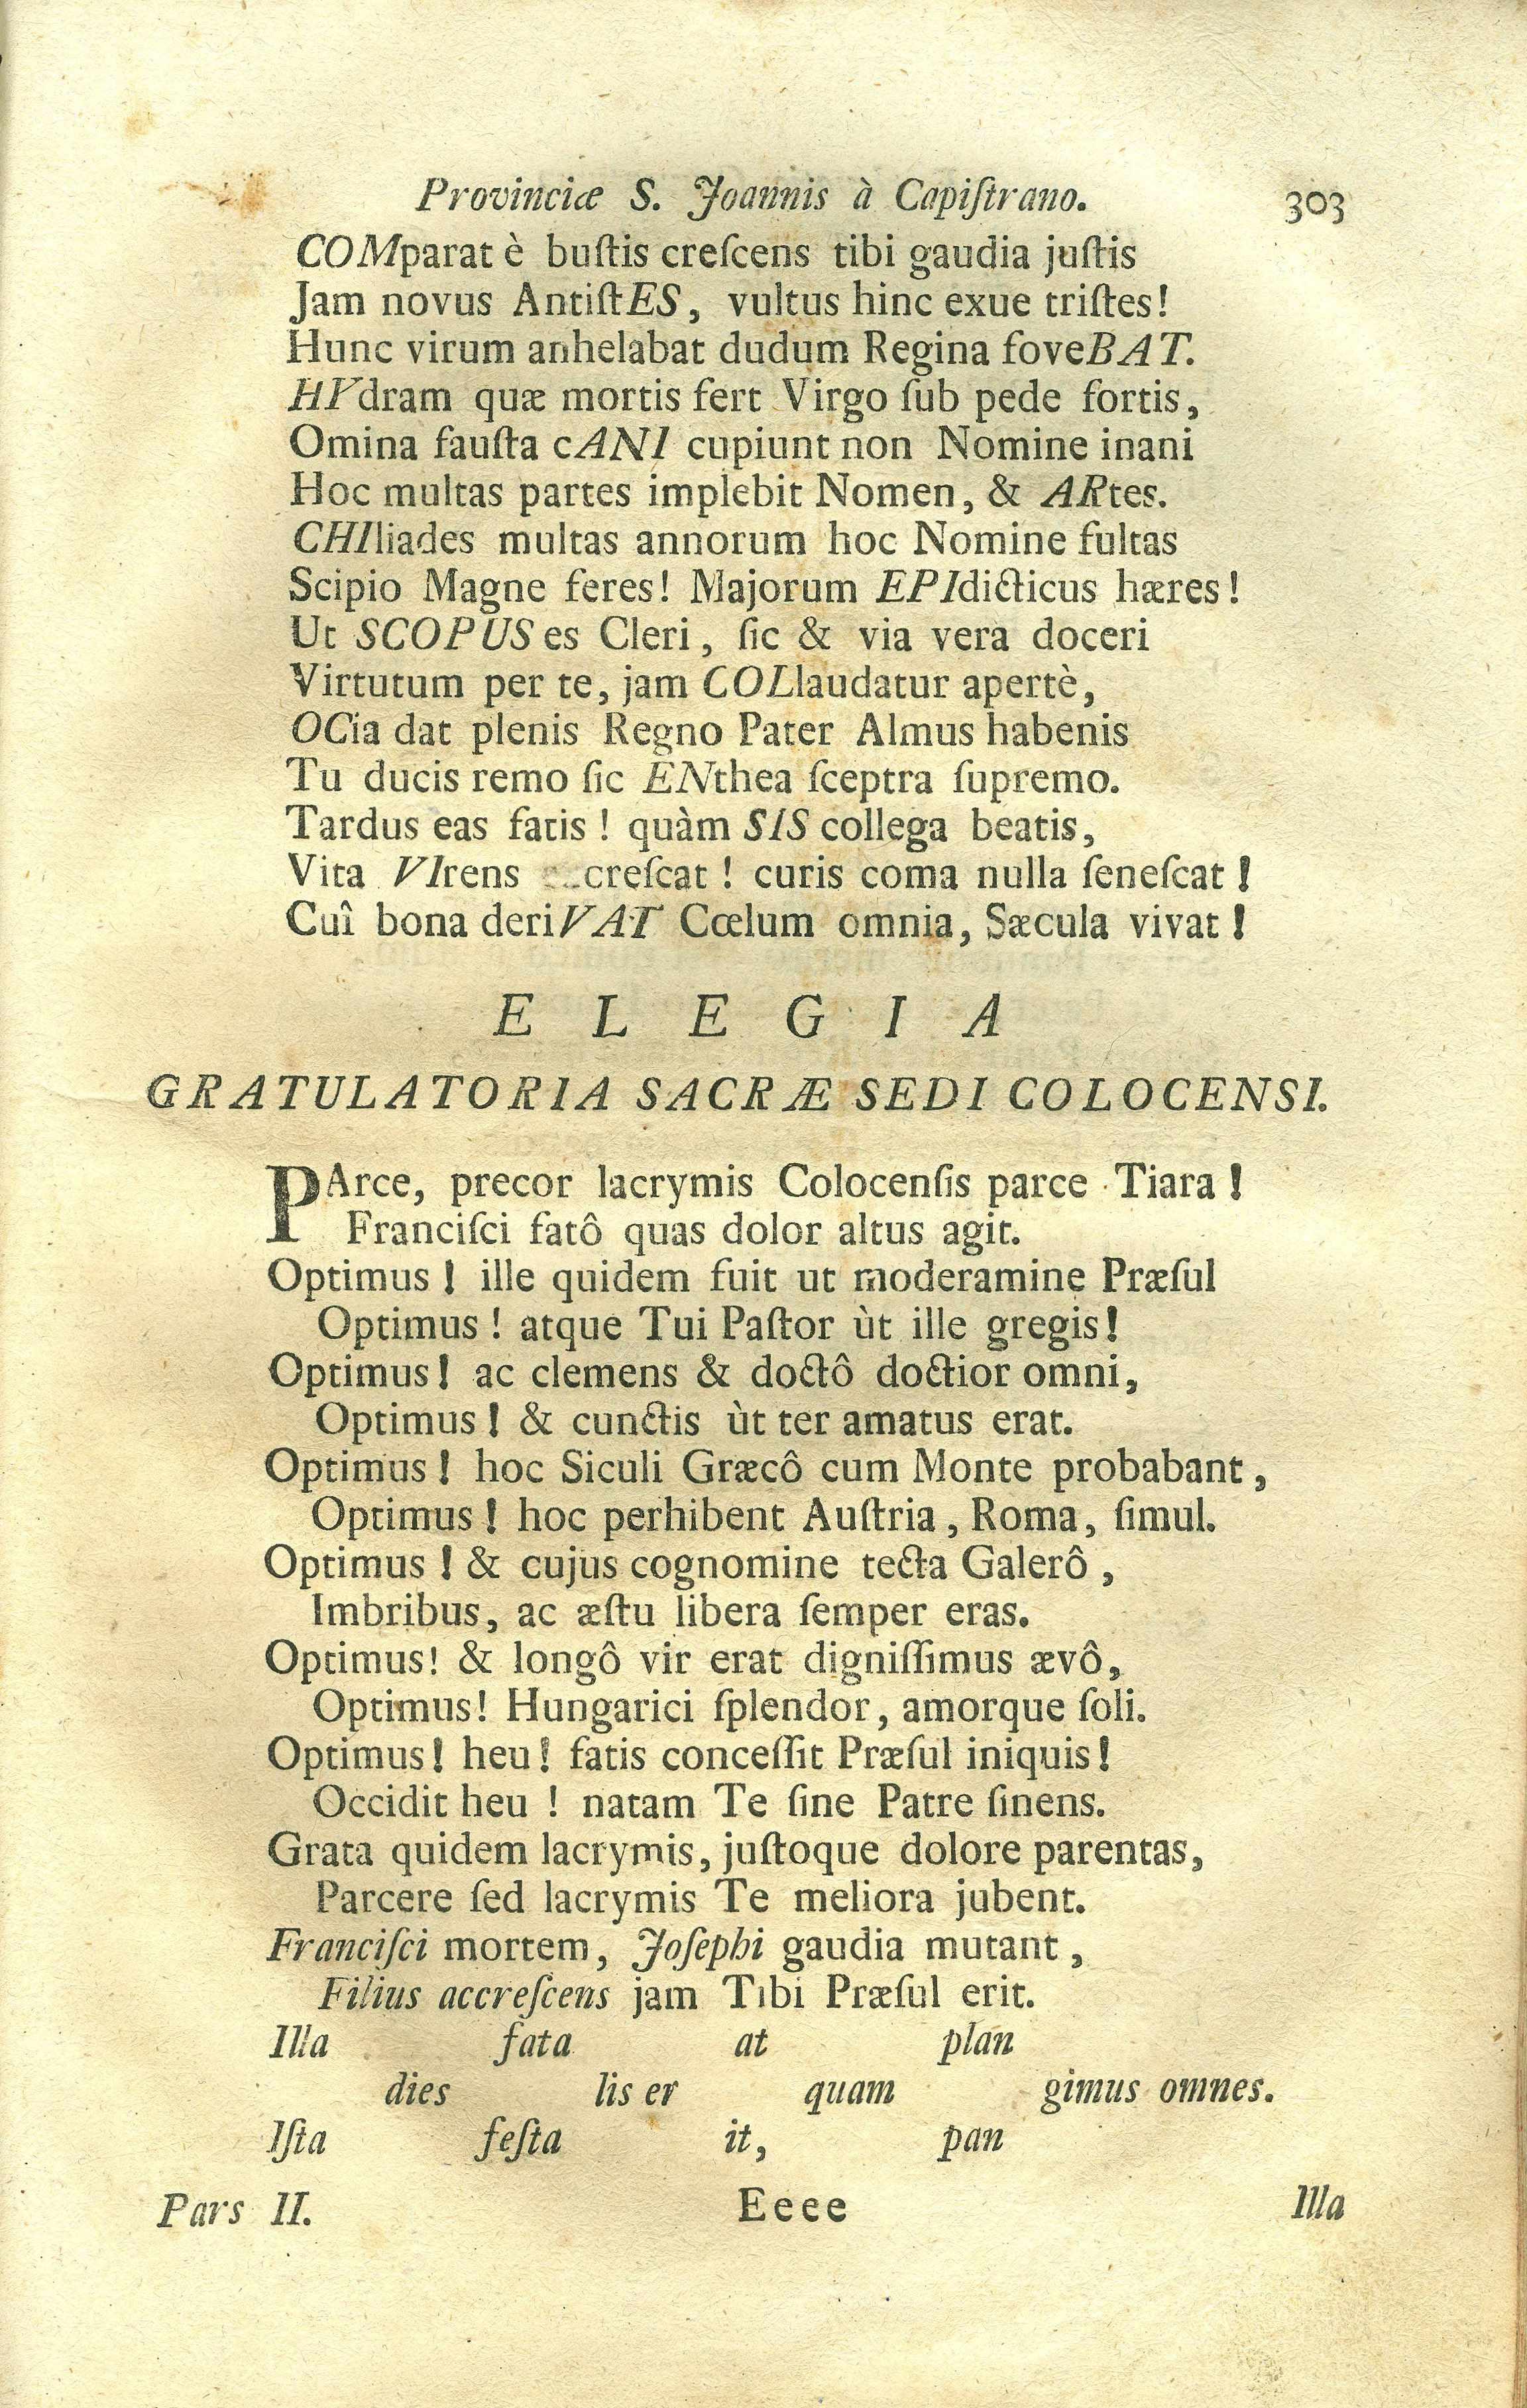 Provinciæ S. Joannis à Capiſtrano. 303
COMparat è buſtis creſcens tibi gaudia juſtis
Jam novus AntiſtES, vultus hinc exue triſtes!
Hunc virum anhelabat dudum Regina foveBAT.
HYdram quæ mortis fert Virgo ſub pede fortis,
Omina fauſta cANI cupiunt non Nomine inani
Hoc multas partes implebit Nomen, & ARtes.
CHIliades multas annorum hoc Nomine fultas
Scipio Magne feres! Majorum EPIdicticus hæres!
Ut SCOPUS es Cleri, ſic & via vera doceri
Virtutum per te, jam COLlaudatur apertè,
OCia dat plenis Regno Pater Almus habenis
Tu ducis remo ſic ENthea ſceptra ſupremo.
Tardus eas fatis! quàm SIS collega beatis,
Vita VIrens creſcat! curis coma nulla ſeneſcat!
Cuî bona deriVAT Cœlum omnia, Sæcula vivat!
ELEGIA
GRATULATORIA SACRÆ SEDI COLOCENSI.
PArce, precor lacrymis Colocenſis parce Tiara!
Franciſci fatô quas dolor altus agit.
Optimus! ille quidem fuit ut moderamine Præſul
Optimus! atque Tui Paſtor ùt ille gregis!
Optimus! ac clemens & doctô doctior omni,
Optimus! & cunctis ùt ter amatus erat.
Optimus! hoc Siculi Græcô cum Monte probabant,
Optimus! hoc perhibent Auſtria, Roma, ſimul.
Optimus! & cujus cognomine tecta Galerô,
Imbribus, ac æſtu libera ſemper eras.
Optimus! & longô vir erat digniſſimus ævô,
Optimus! Hungarici ſplendor, amorque ſoli.
Optimus! heu! fatis conceſſit Præſul iniquis!
Occidit heu! natam Te ſine Patre ſinens.
Grata quidem lacrymis, juſtoque dolore parentas,
Parcere ſed lacrymis Te meliora jubent.
Franciſci mortem, Joſephi gaudia mutant,
Filius accreſcens jam Tibi Præſul erit.
Illa fata at plan
dies lis er quam gimus omnes.
Iſta feſta it, pan
Pars II. Eeee Illa